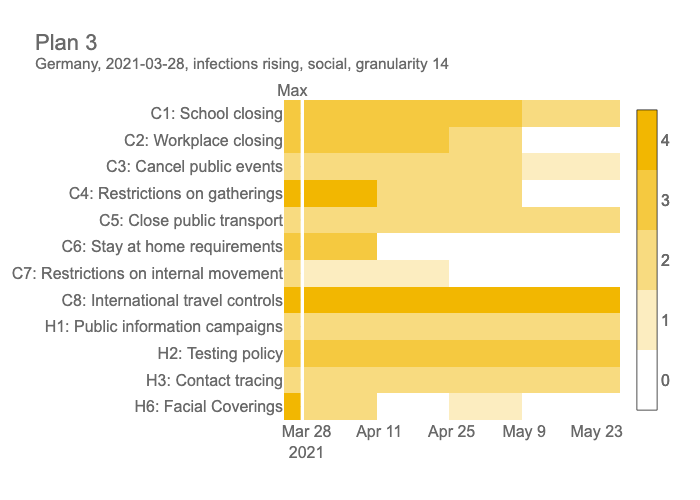 Plan 3
Germany, 2021-03-28, infections rising, social, granularity 14
Max
C1: School closing
C2: Workplace closing
C3: Cancel public events
C4: Restrictions on gatherings
C5: Close public transport
C6: Stay at home requirements
C7: Restrictions on internal movement
C8: International travel controls
H1: Public information campaigns
H2: Testing policy
H3: Contact tracing
H6: Facial Coverings
Mar 28 Apr 11 Apr 25 May 9 May 23
2021
4
3
2
1
0